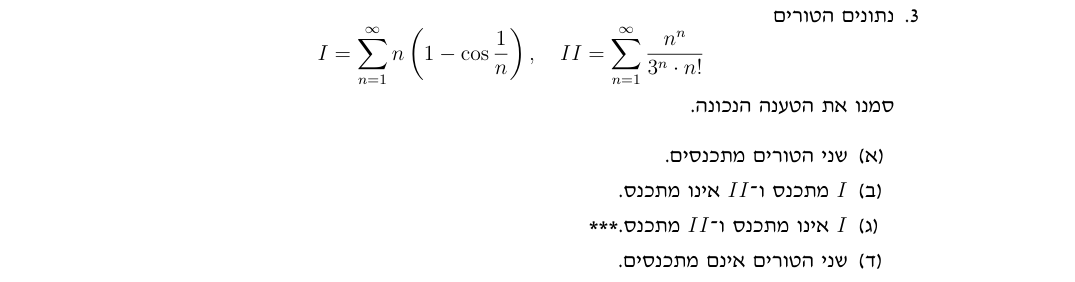 3. נתונים הטורים
I = \sum_{n=1}^{\infty} n \left( 1 - \cos \frac{1}{n} \right), \quad II = \sum_{n=1}^{\infty} \frac{n^n}{3^n \cdot n!}
סמנו את הטענה הנכונה.
(א) שני הטורים מתכנסים.
(ב) I מתכנס ו־II אינו מתכנס.
(ג) I אינו מתכנס ו־II מתכנס.***
(ד) שני הטורים אינם מתכנסים.